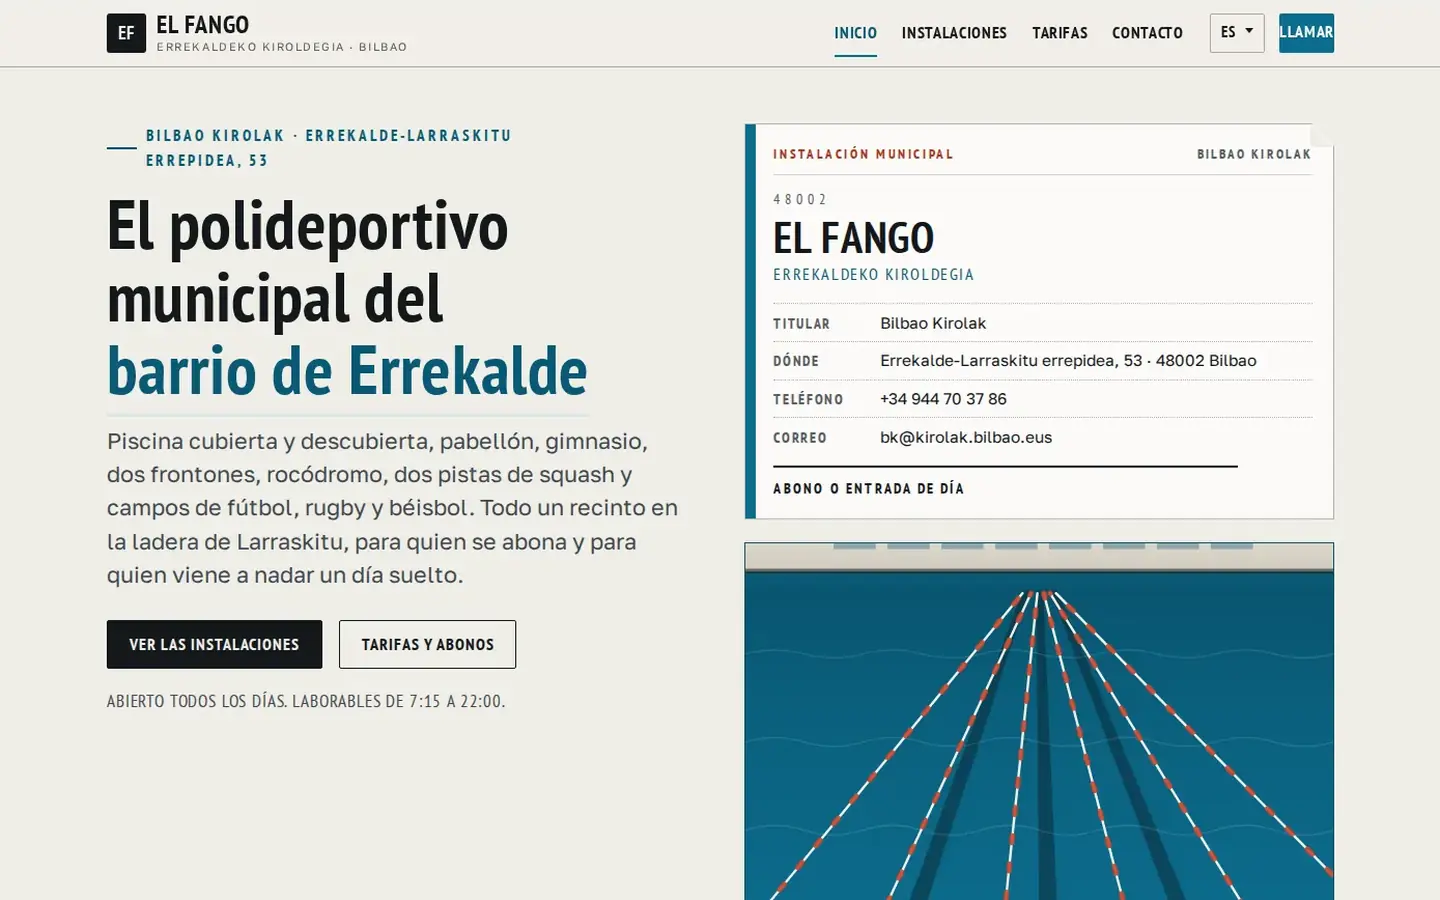 EF
EL FANGO
ERREKALDEKO KIROLDEGIA · BILBAO
INICIO INSTALACIONES TARIFAS CONTACTO ES LLAMAR
BILBAO KIROLAK · ERREKALDE-LARRASKITU
ERREPIDEA, 53
El polideportivo
municipal del
barrio de Errekalde
Piscina cubierta y descubierta, pabellón, gimnasio,
dos frontones, rocódromo, dos pistas de squash y
campos de fútbol, rugby y béisbol. Todo un recinto en
la ladera de Larraskitu, para quien se abona y para
quien viene a nadar un día suelto.
VER LAS INSTALACIONES TARIFAS Y ABONOS
ABIERTO TODOS LOS DÍAS. LABORABLES DE 7:15 A 22:00.
INSTALACIÓN MUNICIPAL BILBAO KIROLAK
48002
EL FANGO
ERREKALDEKO KIROLDEGIA
TITULAR Bilbao Kirolak
DÓNDE Errekalde-Larraskitu errepidea, 53 · 48002 Bilbao
TELÉFONO +34 944 70 37 86
CORREO bk@kirolak.bilbao.eus
ABONO O ENTRADA DE DÍA